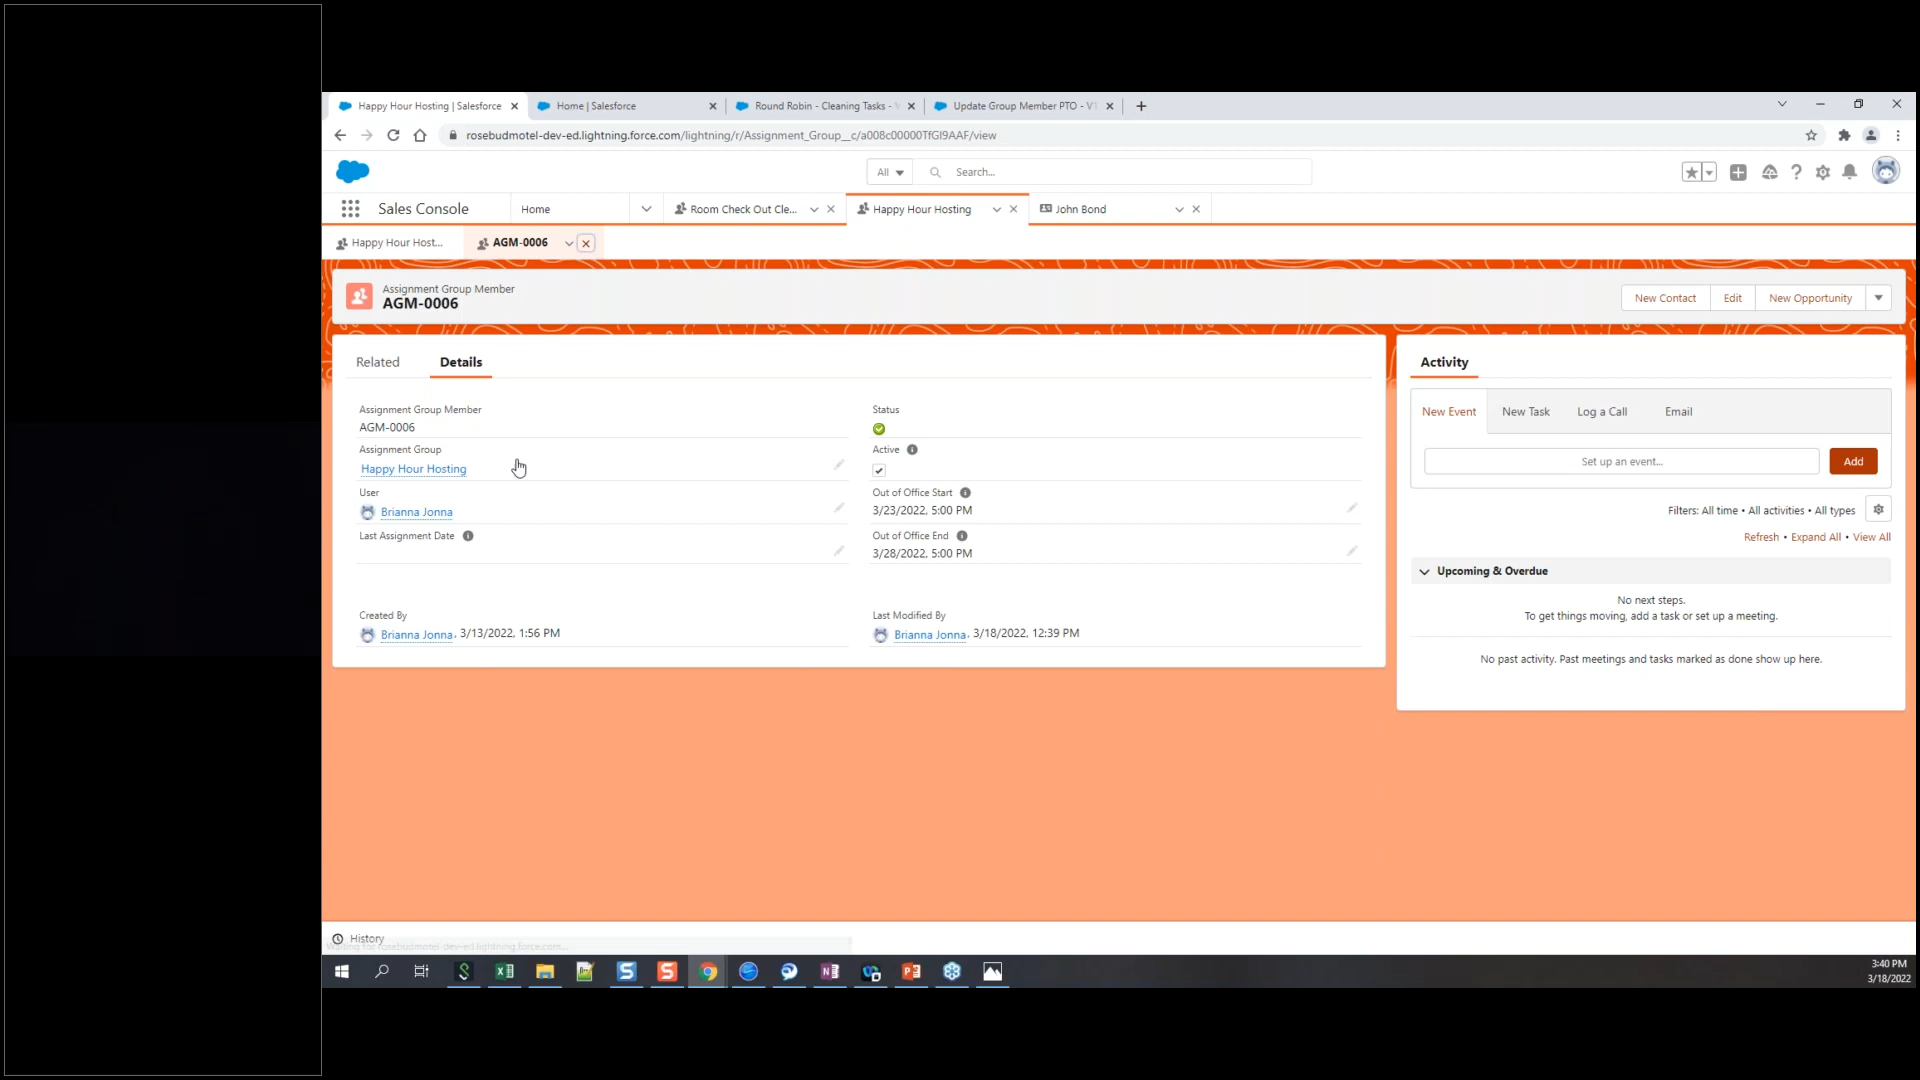 Happy Hour Hosting | Salesforce
Home | Salesforce
Round Robin - Cleaning Tasks -
Update Group Member PTO - V
rosebudmotel-dev-ed.lightning.force.com/lightning/r/Assignment_Group__c/a008c00000TfGI9AAF/view
All
Search...
Sales Console
Home
Room Check Out Cle...
Happy Hour Hosting
John Bond
Happy Hour Host...
AGM-0006
Assignment Group Member
AGM-0006
New Contact
Edit
New Opportunity
Related
Details
Assignment Group Member
AGM-0006
Status
Assignment Group
Happy Hour Hosting
Active
User
Brianna Jonna
Out of Office Start
3/23/2022, 5:00 PM
Last Assignment Date
Out of Office End
3/28/2022, 5:00 PM
Created By
Brianna Jonna, 3/13/2022, 1:56 PM
Last Modified By
Brianna Jonna, 3/18/2022, 12:39 PM
Activity
New Event
New Task
Log a Call
Email
Set up an event...
Add
Filters: All time • All activities • All types
Refresh • Expand All • View All
Upcoming & Overdue
No next steps.
To get things moving, add a task or set up a meeting.
No past activity. Past meetings and tasks marked as done show up here.
History
Waiting for rosebudmotel-dev-ed.lightning.force.com...
3:40 PM
3/18/2022